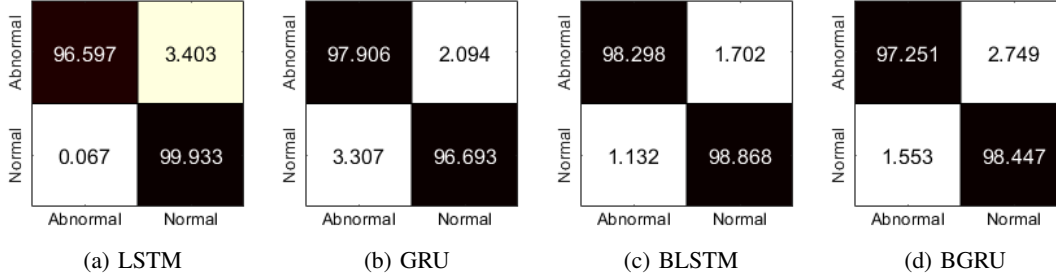 Abnormal
96.597 3.403
Normal
0.067 99.933
Abnormal Normal
(a) LSTM
Abnormal
97.906 2.094
Normal
3.307 96.693
Abnormal Normal
(b) GRU
Abnormal
98.298 1.702
Normal
1.132 98.868
Abnormal Normal
(c) BLSTM
Abnormal
97.251 2.749
Normal
1.553 98.447
Abnormal Normal
(d) BGRU